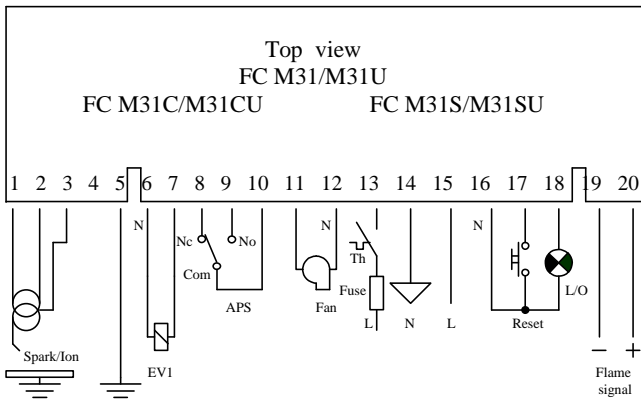 Top view
FC M31/M31U
FC M31C/M31CU FC M31S/M31SU
1 2 3 4 5 6 7 8 9 10 11 12 13 14 15 16 17 18 19 20
N N N
Nc No
Com Th
APS Fan Fuse L/O
L N L Reset
Spark/Ion EV1 Flame
signal
− +